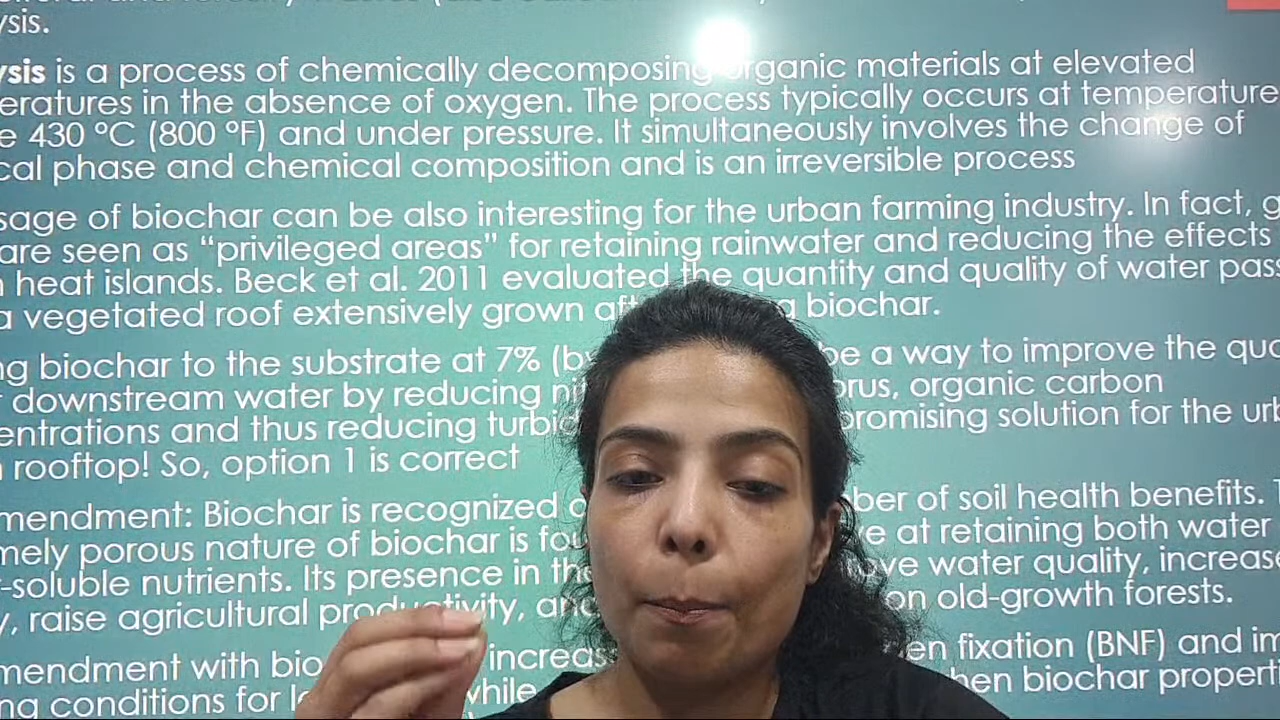 ysis.
ysis is a process of chemically decomposing organic materials at elevated
eratures in the absence of oxygen. The process typically occurs at temperature
e 430 °C (800 °F) and under pressure. It simultaneously involves the change of
cal phase and chemical composition and is an irreversible process
sage of biochar can be also interesting for the urban farming industry. In fact, g
are seen as “privileged areas” for retaining rainwater and reducing the effects
n heat islands. Beck et al. 2011 evaluated the quantity and quality of water pass
a vegetated roof extensively grown af a biochar.
ng biochar to the substrate at 7% (b be a way to improve the qua
r downstream water by reducing ni orus, organic carbon
entrations and thus reducing turbid promising solution for the urb
n rooftop! So, option 1 is correct
mendment: Biochar is recognized a ber of soil health benefits. T
mely porous nature of biochar is fou e at retaining both water
r-soluble nutrients. Its presence in the ove water quality, increase
y, raise agricultural productivity, and on old-growth forests.
mendment with bio increas en fixation (BNF) and im
ng conditions for le while hen biochar properti